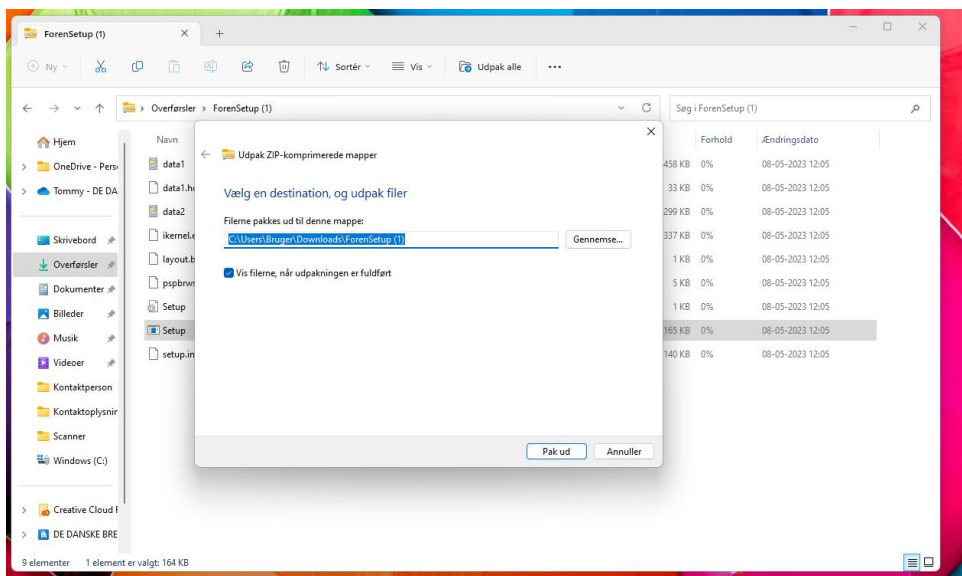 ForenSetup (1)
Ny
Sortér
Vis
Udpak alle
Overførsler > ForenSetup (1)
Søg i ForenSetup (1)
Hjem
OneDrive - Pers
Tommy - DE DA
Skrivebord
Overførsler
Dokumenter
Billeder
Musik
Videoer
Kontaktperson
Kontaktoplysnin
Scanner
Windows (C:)
Creative Cloud F
DE DANSKE BRE
Navn
Forhold
Ændringsdato
data1
458 KB 0% 08-05-2023 12:05
data1.h
33 KB 0% 08-05-2023 12:05
data2
299 KB 0% 08-05-2023 12:05
ikernel.e
337 KB 0% 08-05-2023 12:05
layout.b
1 KB 0% 08-05-2023 12:05
pspbrws
5 KB 0% 08-05-2023 12:05
Setup
1 KB 0% 08-05-2023 12:05
Setup
165 KB 0% 08-05-2023 12:05
setup.in
140 KB 0% 08-05-2023 12:05
Udpak ZIP-komprimerede mapper
Vælg en destination, og udpak filer
Filerne pakkes ud til denne mappe:
C:\Users\Bruger\Downloads\ForenSetup (1)
Gennemse...
Vis filerne, når udpakningen er fuldført
Pak ud
Annuller
9 elementer 1 element er valgt: 164 KB